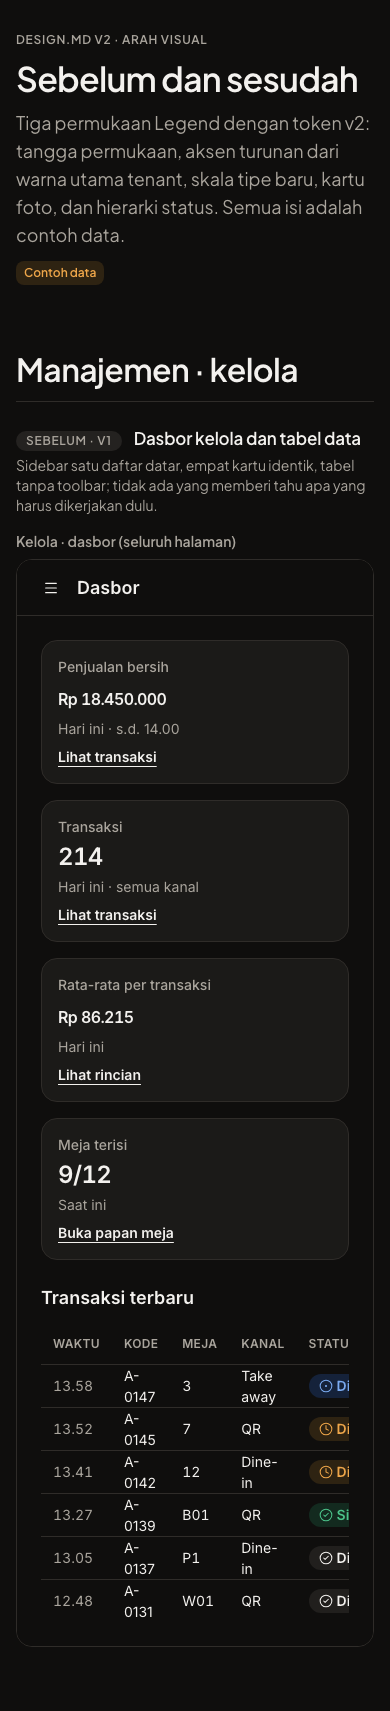 DESIGN.MD V2 · ARAH VISUAL
Sebelum dan sesudah
Tiga permukaan Legend dengan token v2:
tangga permukaan, aksen turunan dari
warna utama tenant, skala tipe baru, kartu
foto, dan hierarki status. Semua isi adalah
contoh data.
Contoh data
Manajemen · kelola
SEBELUM · V1 Dasbor kelola dan tabel data
Sidebar satu daftar datar, empat kartu identik, tabel
tanpa toolbar; tidak ada yang memberi tahu apa yang
harus dikerjakan dulu.
Kelola · dasbor (seluruh halaman)
Dasbor
Penjualan bersih
Rp 18.450.000
Hari ini · s.d. 14.00
Lihat transaksi
Transaksi
214
Hari ini · semua kanal
Lihat transaksi
Rata-rata per transaksi
Rp 86.215
Hari ini
Lihat rincian
Meja terisi
9/12
Saat ini
Buka papan meja
Transaksi terbaru
WAKTU KODE MEJA KANAL STATU
13.58 A-0147 3 Take away Di
13.52 A-0145 7 QR Di
13.41 A-0142 12 Dine-in Di
13.27 A-0139 B01 QR Si
13.05 A-0137 P1 Dine-in Di
12.48 A-0131 W01 QR Di